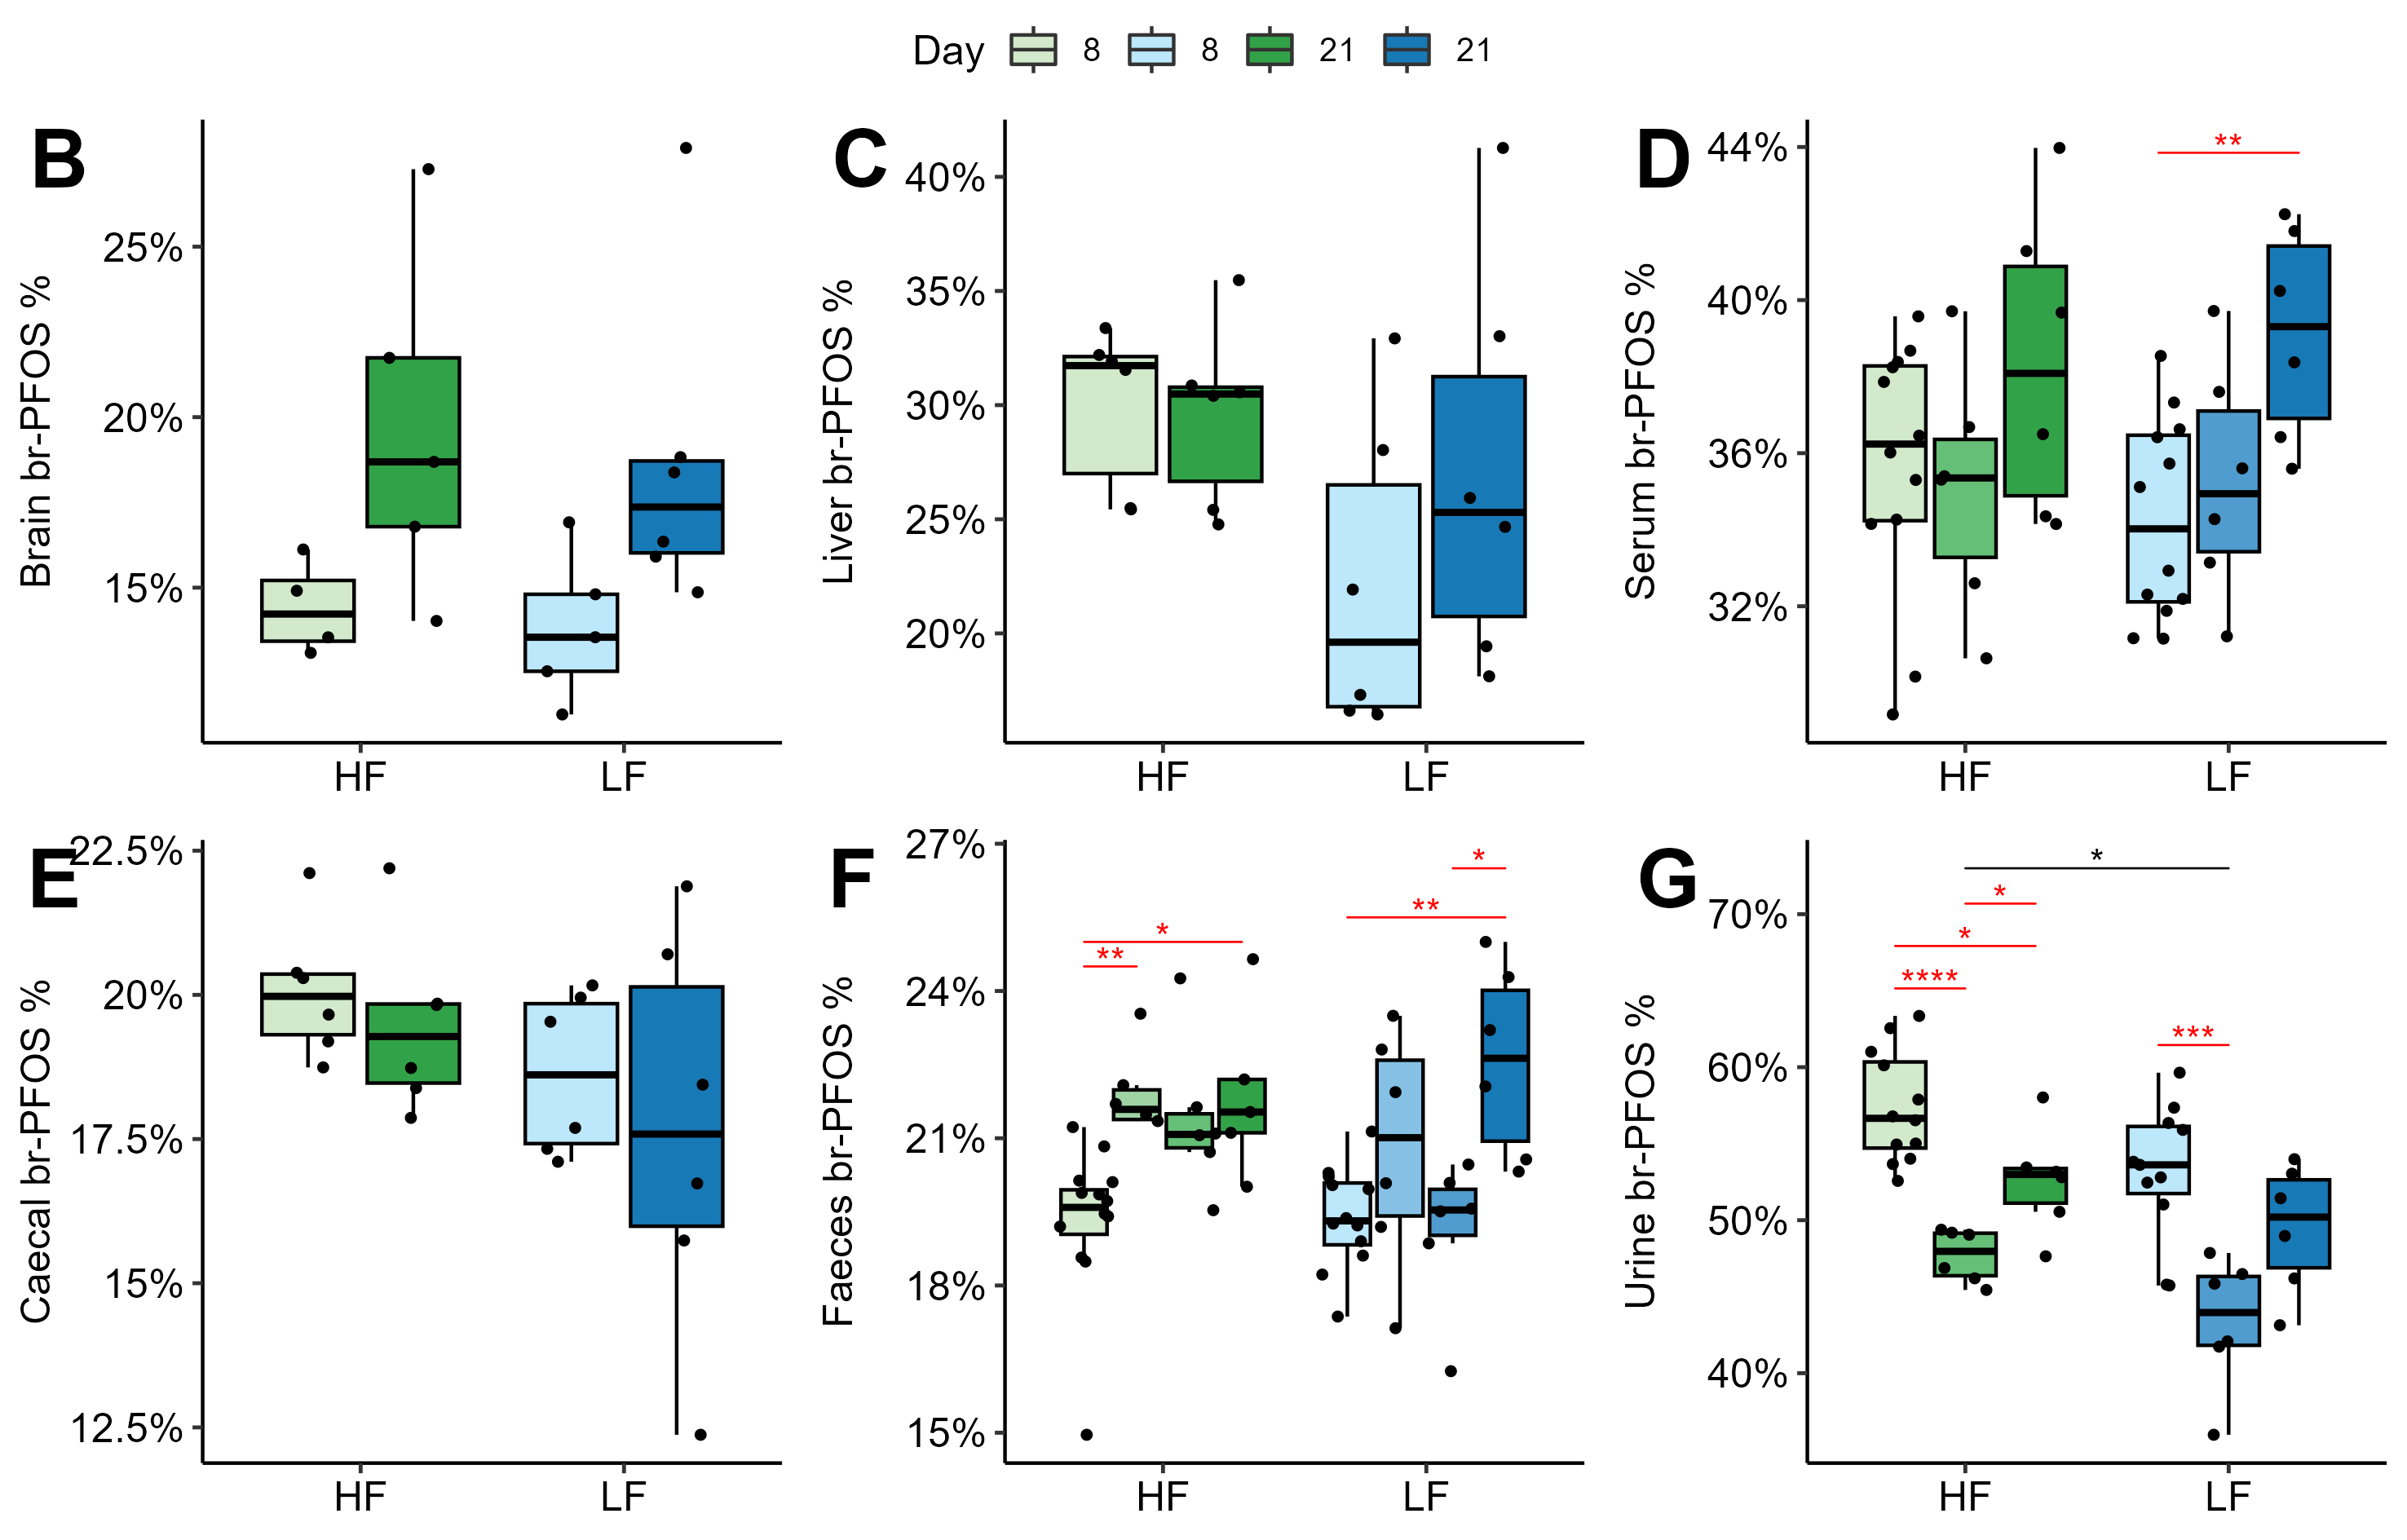 Day 8 8 21 21
B
Brain br-PFOS %
25%
20%
15%
HF LF
C
Liver br-PFOS %
40%
35%
30%
25%
20%
HF LF
D
Serum br-PFOS %
44%
40%
36%
32%
**
HF LF
E
Caecal br-PFOS %
22.5%
20%
17.5%
15%
12.5%
HF LF
F
Faeces br-PFOS %
27%
24%
21%
18%
15%
*
**
*
**
HF LF
G
Urine br-PFOS %
70%
60%
50%
40%
*
*
*
****
***
HF LF